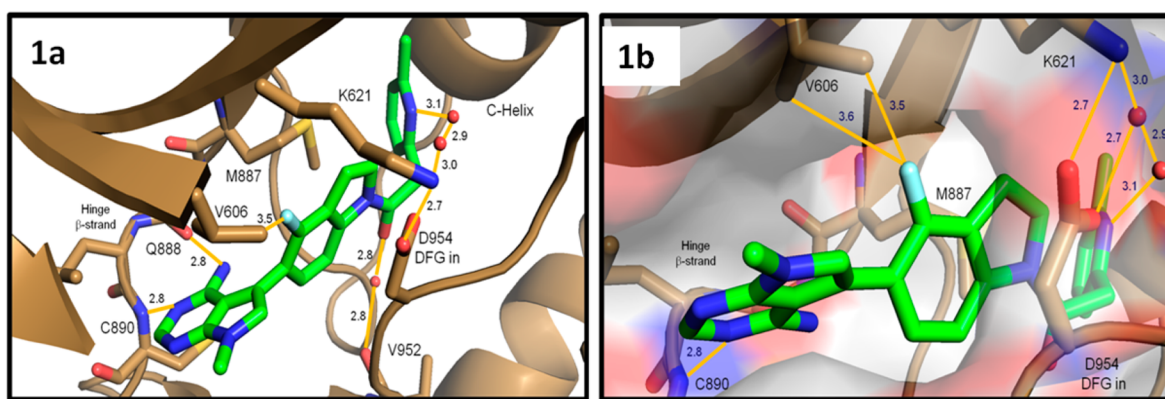 1a
K621
3.1
C-Helix
2.9
3.0
M887
2.7
Hinge
β-strand
V606
3.5
Q888
D954
DFG in
2.8
2.8
2.8
2.8
C890
V952
1b
K621
V606
3.0
3.5
2.7
3.6
2.7
2.9
M887
3.1
Hinge
β-strand
2.8
C890
D954
DFG in